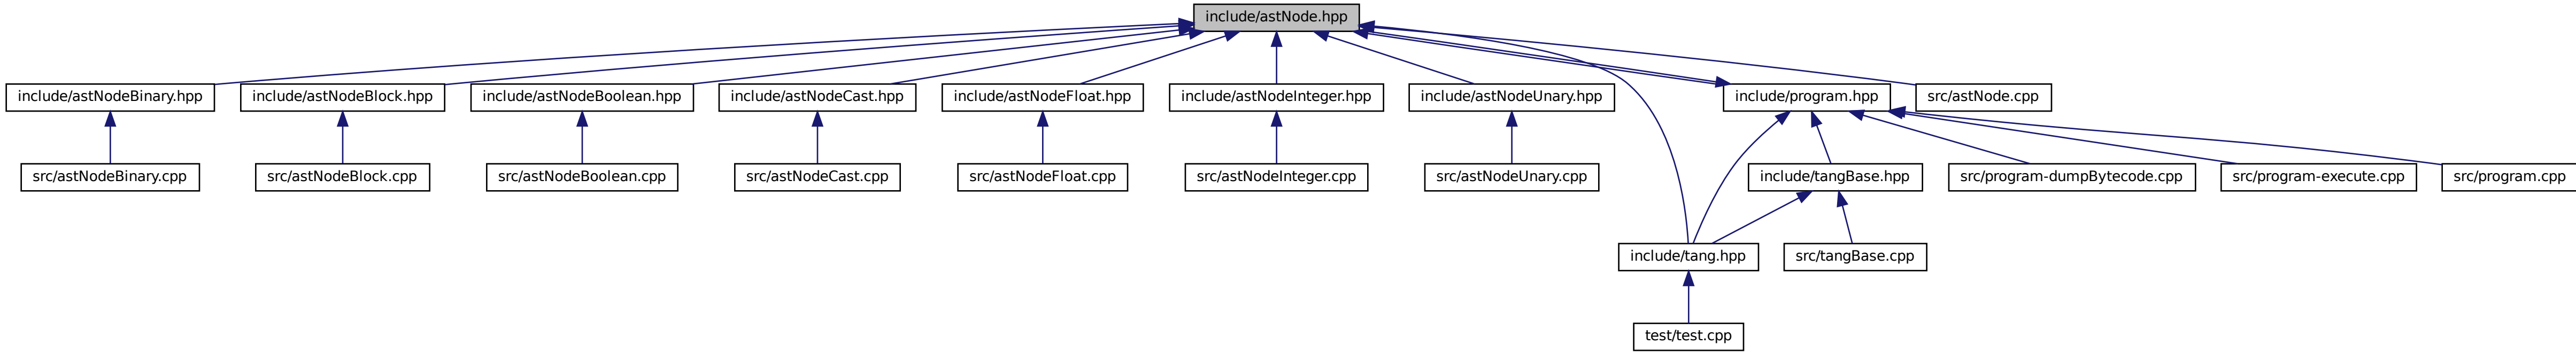 include/astNode.hpp
include/astNodeBinary.hpp
include/astNodeBlock.hpp
include/astNodeBoolean.hpp
include/astNodeCast.hpp
include/astNodeFloat.hpp
include/astNodeInteger.hpp
include/astNodeUnary.hpp
include/program.hpp
src/astNode.cpp
src/astNodeBinary.cpp
src/astNodeBlock.cpp
src/astNodeBoolean.cpp
src/astNodeCast.cpp
src/astNodeFloat.cpp
src/astNodeInteger.cpp
src/astNodeUnary.cpp
include/tangBase.hpp
src/program-dumpBytecode.cpp
src/program-execute.cpp
src/program.cpp
include/tang.hpp
src/tangBase.cpp
test/test.cpp